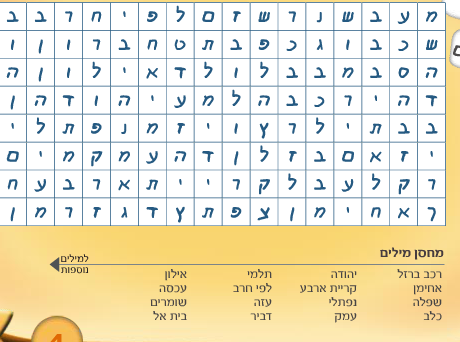 מ ע ב ש נ ר ש ז ם ל פ י ח ר ב ב
ש כ ב ו ג כ פ ב ת ט ח ב ר ו ן ו
ה ס ב מ ב ב ל ו ל ד א י ל ו ן ה
ד ה י ר כ ב ה ל מ ע י ה ו ד ה ן
ב ב ת י ל ר ץ ו י ז מ נ פ ת ל י
י ז א ם ב ז ל ן ד ה ע מ ק מ י ם
ר ק ל ע ב ל ק ר י י ת א ר ב ע ח
ך א ח י מ ן צ פ ת ץ ד ג ז ר מ ן
מחסן מילים
למילים
נוספות
רכב ברזל יהודה תלמי אילון
אחימן קריית ארבע לפי חרב עכסה
שפלה נפתלי עזה שומרים
כלב עמק דביר בית אל
4